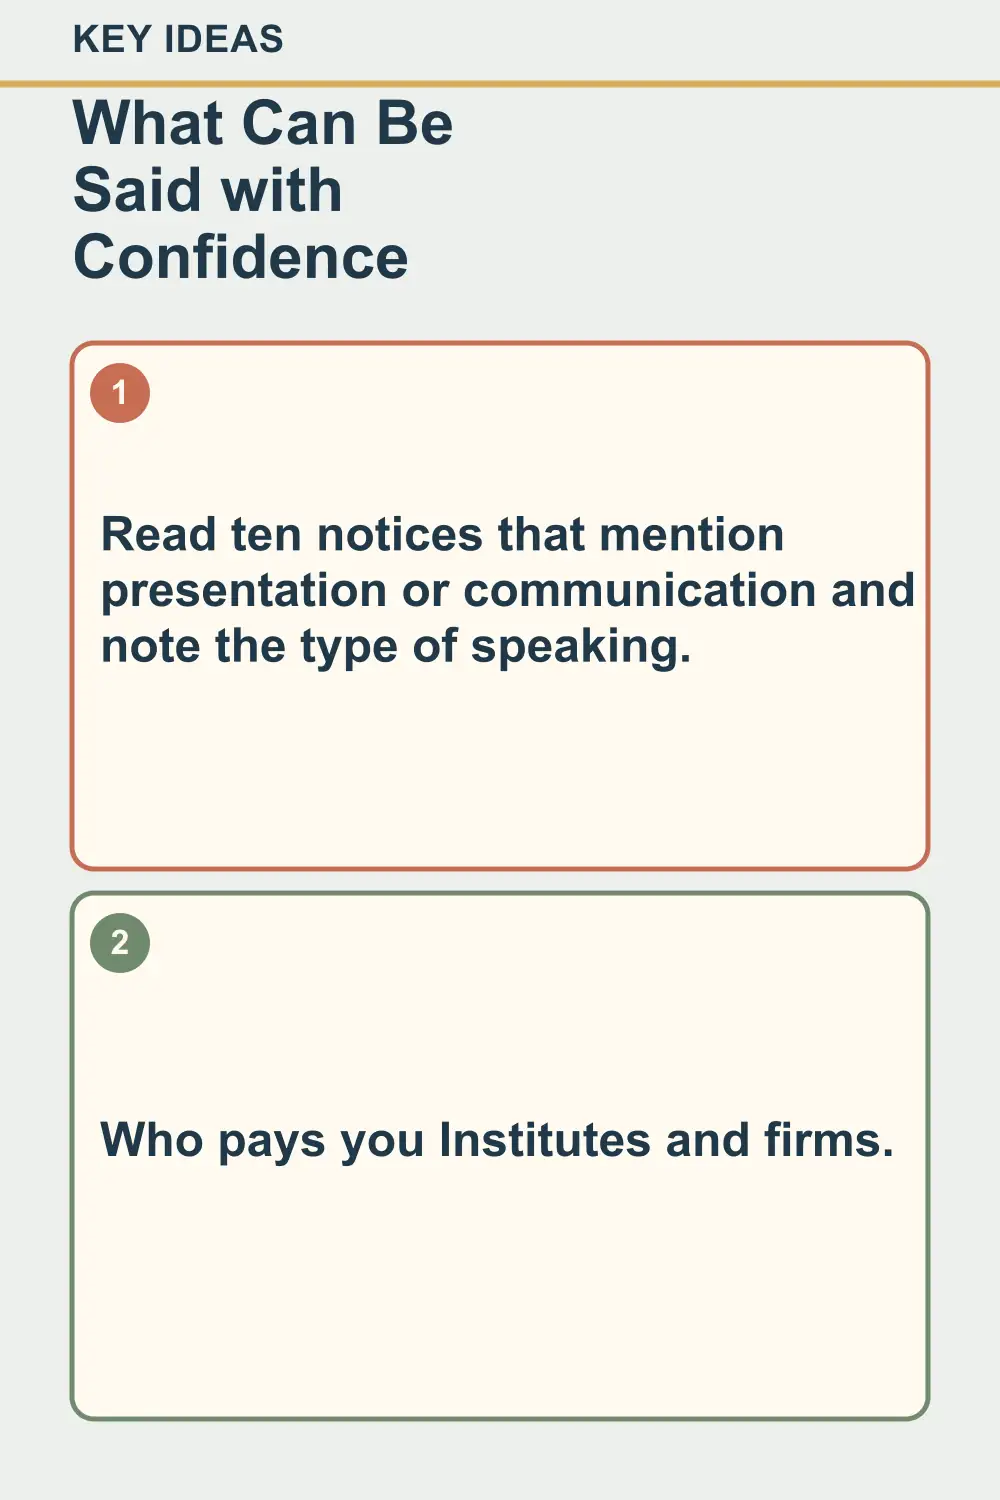 KEY IDEAS
What Can Be
Said with
Confidence
1
Read ten notices that mention
presentation or communication and
note the type of speaking.
2
Who pays you Institutes and firms.